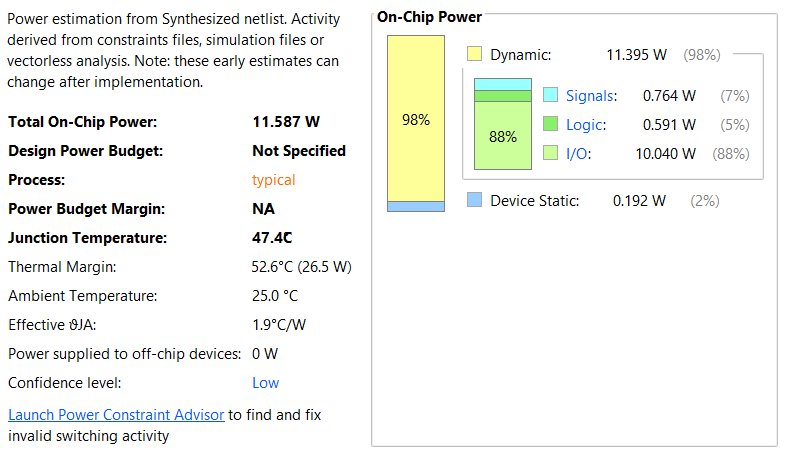 Power estimation from Synthesized netlist. Activity
derived from constraints files, simulation files or
vectorless analysis. Note: these early estimates can
change after implementation.
Total On-Chip Power: 11.587 W
Design Power Budget: Not Specified
Process: typical
Power Budget Margin: NA
Junction Temperature: 47.4℃
Thermal Margin: 52.6°C (26.5 W)
Ambient Temperature: 25.0 °C
Effective ϑJA: 1.9°C/W
Power supplied to off-chip devices: 0 W
Confidence level: Low
Launch Power Constraint Advisor to find and fix
invalid switching activity
On-Chip Power
98%
Dynamic: 11.395 W (98%)
88%
Signals: 0.764 W (7%)
Logic: 0.591 W (5%)
I/O: 10.040 W (88%)
Device Static: 0.192 W (2%)